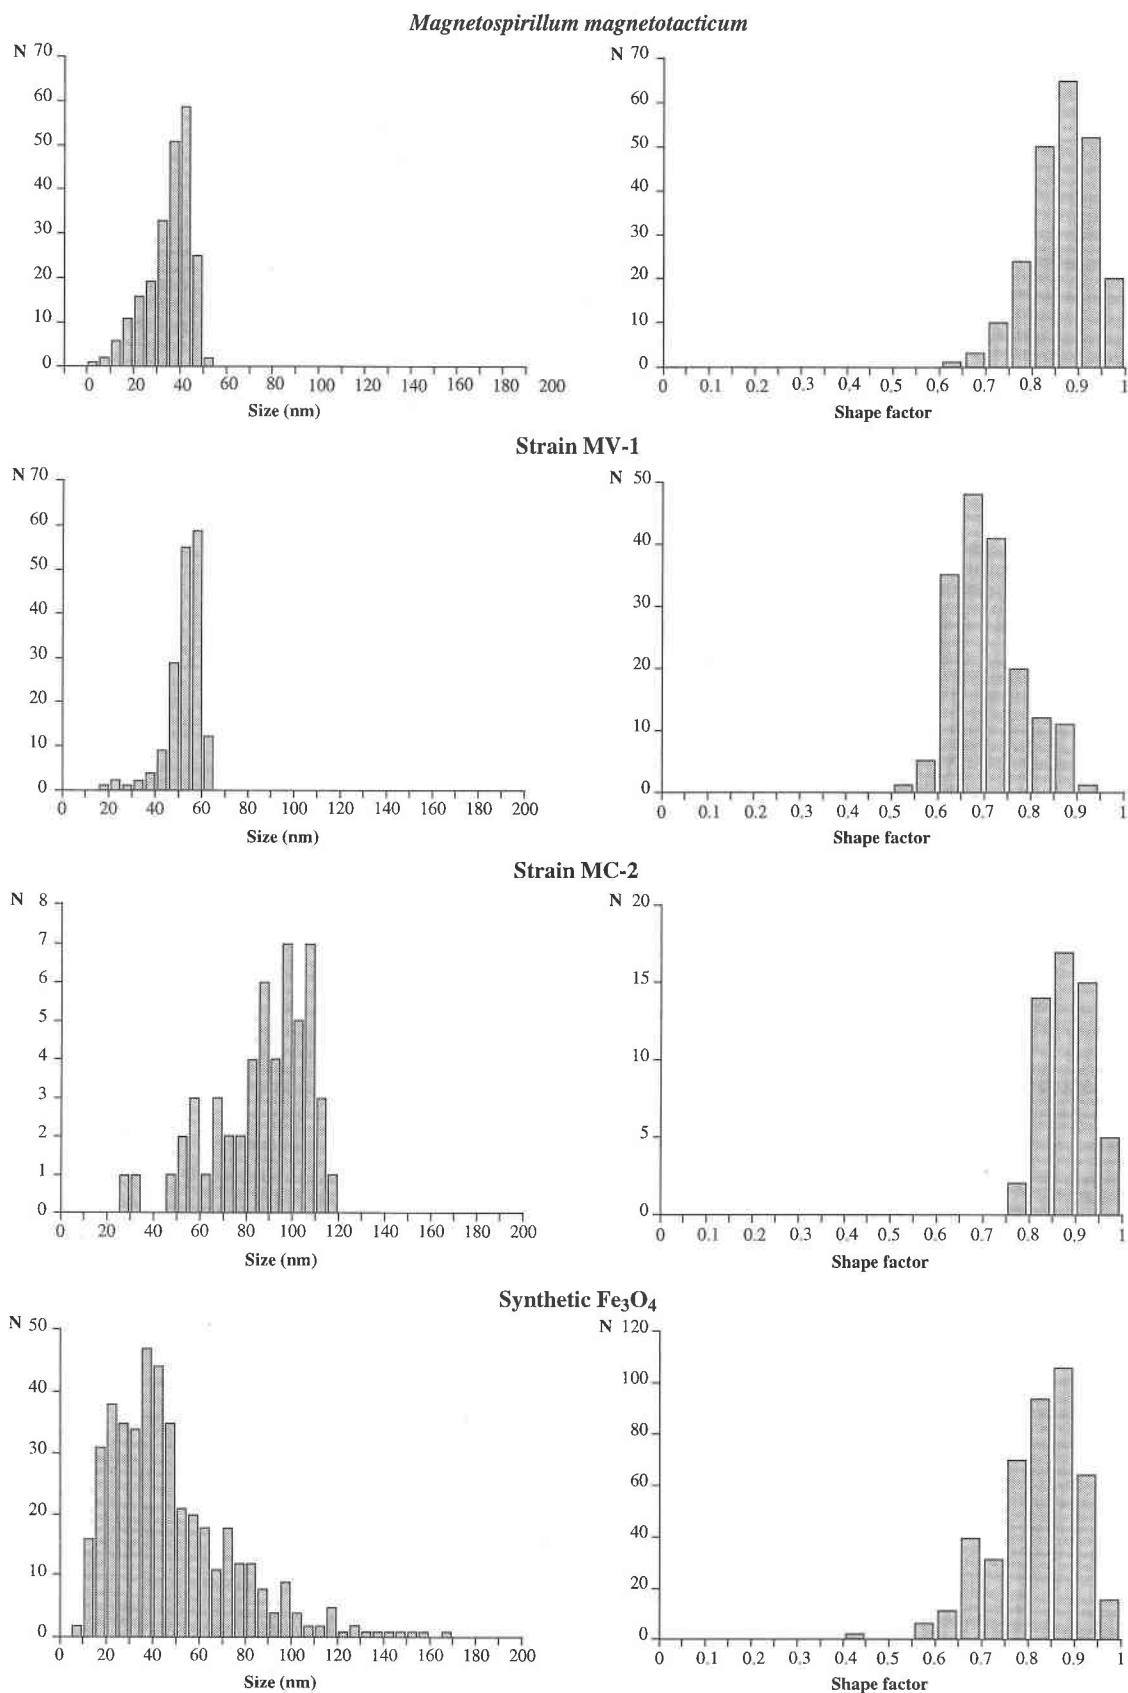 Magnetospirillum magnetotacticum
N 70
60
50
40
30
20
10
0
0 20 40 60 80 100 120 140 160 180 200
Size (nm)
N 70
60
50
40
30
20
10
0
0 0.1 0.2 0.3 0.4 0.5 0.6 0.7 0.8 0.9 1
Shape factor
Strain MV-1
N 70
60
50
40
30
20
10
0
0 20 40 60 80 100 120 140 160 180 200
Size (nm)
N 50
40
30
20
10
0
0 0.1 0.2 0.3 0.4 0.5 0.6 0.7 0.8 0.9 1
Shape factor
Strain MC-2
N 8
7
6
5
4
3
2
1
0
0 20 40 60 80 100 120 140 160 180 200
Size (nm)
N 20
15
10
5
0
0 0.1 0.2 0.3 0.4 0.5 0.6 0.7 0.8 0.9 1
Shape factor
Synthetic Fe₃O₄
N 50
40
30
20
10
0
0 20 40 60 80 100 120 140 160 180 200
Size (nm)
N 120
100
80
60
40
20
0
0 0.1 0.2 0.3 0.4 0.5 0.6 0.7 0.8 0.9 1
Shape factor